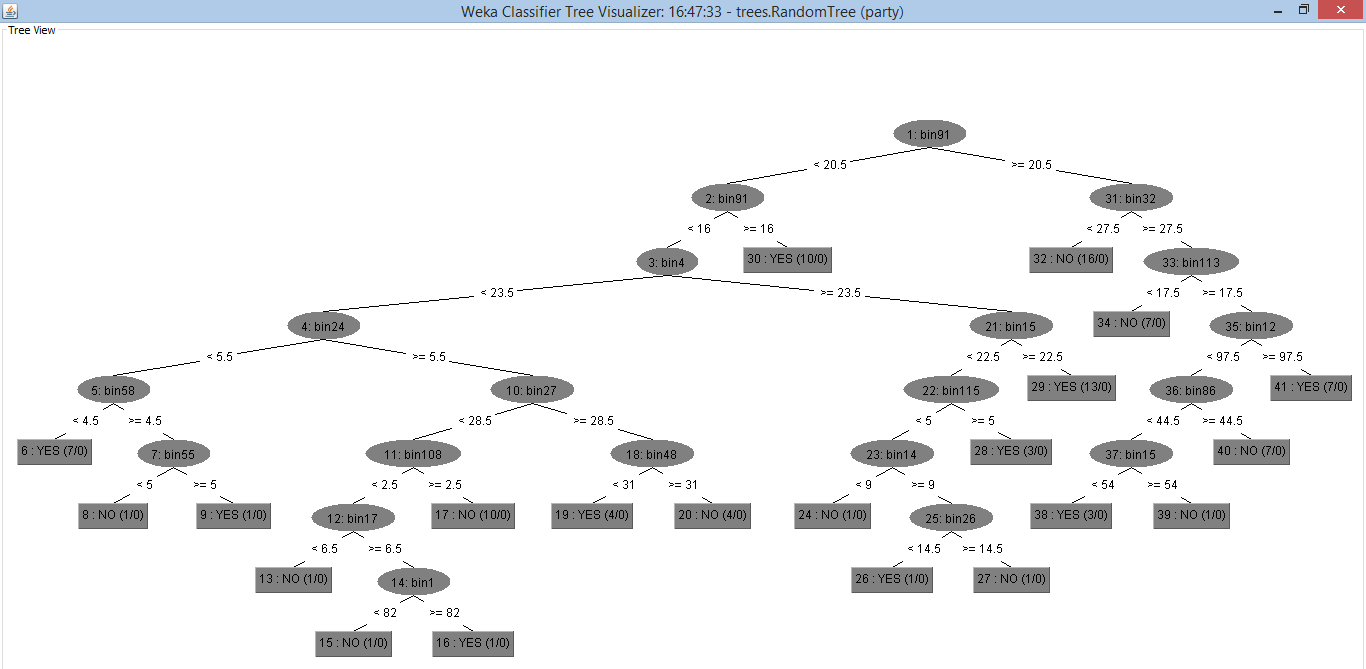 Weka Classifier Tree Visualizer: 16:47:33 - trees.RandomTree (party)
Tree View
1: bin91
< 20.5 >= 20.5
2: bin91 31: bin32
< 16 >= 16 < 27.5 >= 27.5
3: bin4 30 : YES (10/0) 32 : NO (16/0) 33: bin113
< 23.5 >= 23.5 < 17.5 >= 17.5
4: bin24 21: bin15 34 : NO (7/0) 35: bin12
< 5.5 >= 5.5 < 22.5 >= 22.5 < 97.5 >= 97.5
5: bin58 10: bin27 22: bin115 29 : YES (13/0) 36: bin86 41 : YES (7/0)
< 4.5 >= 4.5 < 28.5 >= 28.5 < 5 >= 5 < 44.5 >= 44.5
6 : YES (7/0) 7: bin55 11: bin108 18: bin48 23: bin14 28 : YES (3/0) 37: bin15 40 : NO (7/0)
< 5 >= 5 < 2.5 >= 2.5 < 31 >= 31 < 9 >= 9 < 54 >= 54
8 : NO (1/0) 9 : YES (1/0) 12: bin17 17 : NO (10/0) 19 : YES (4/0) 20 : NO (4/0) 24 : NO (1/0) 25: bin26 38 : YES (3/0) 39 : NO (1/0)
< 6.5 >= 6.5 < 14.5 >= 14.5
13 : NO (1/0) 14: bin1 26 : YES (1/0) 27 : NO (1/0)
< 82 >= 82
15 : NO (1/0) 16 : YES (1/0)